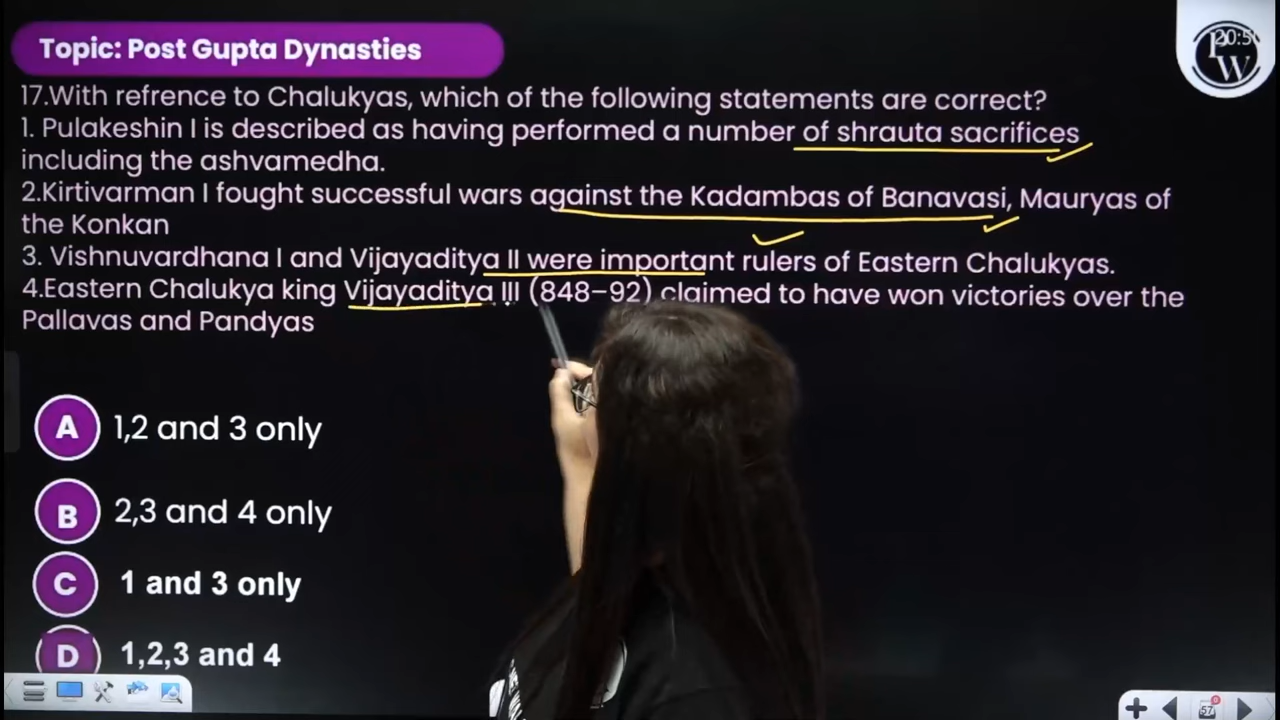 Topic: Post Gupta Dynasties
20:5
PW
17.With refrence to Chalukyas, which of the following statements are correct?
1. Pulakeshin I is described as having performed a number of shrauta sacrifices
including the ashvamedha.
2.Kirtivarman I fought successful wars against the Kadambas of Banavasi, Mauryas of
the Konkan
3. Vishnuvardhana I and Vijayaditya II were important rulers of Eastern Chalukyas.
4.Eastern Chalukya king Vijayaditya III (848–92) claimed to have won victories over the
Pallavas and Pandyas
A 1,2 and 3 only
B 2,3 and 4 only
C 1 and 3 only
D 1,2,3 and 4
57